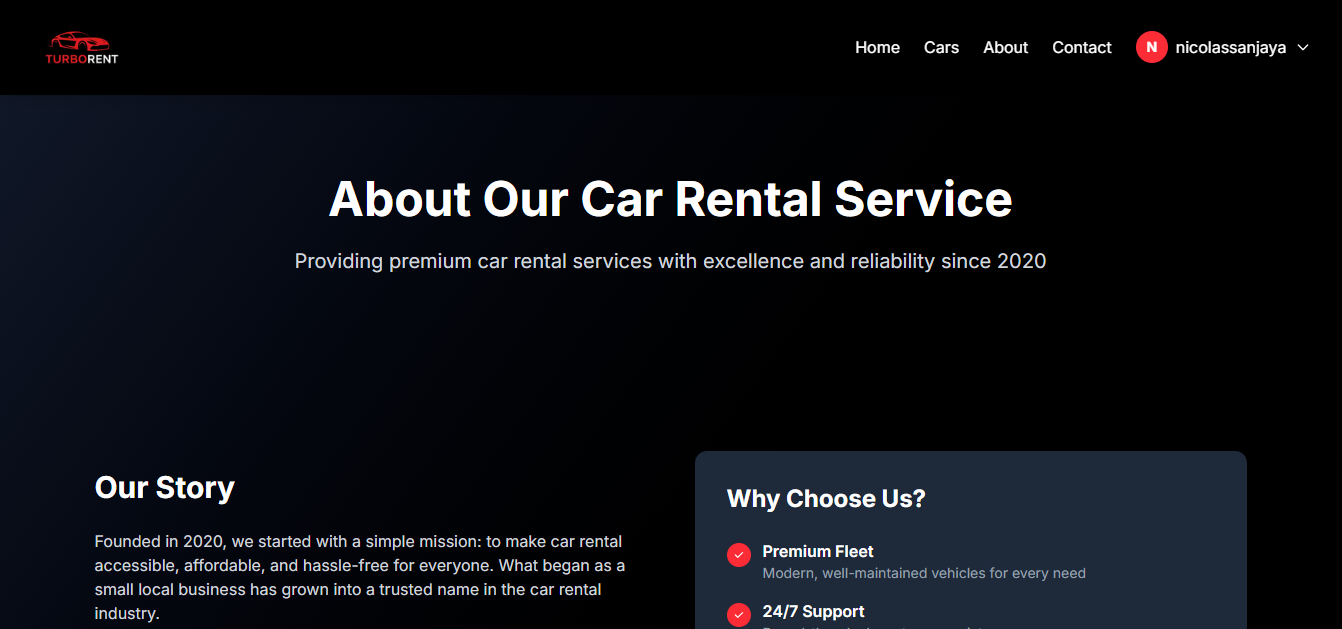 TURBORENT
Home Cars About Contact N nicolassanjaya
About Our Car Rental Service
Providing premium car rental services with excellence and reliability since 2020
Our Story
Founded in 2020, we started with a simple mission: to make car rental
accessible, affordable, and hassle-free for everyone. What began as a
small local business has grown into a trusted name in the car rental
industry.
Why Choose Us?
Premium Fleet
Modern, well-maintained vehicles for every need
24/7 Support